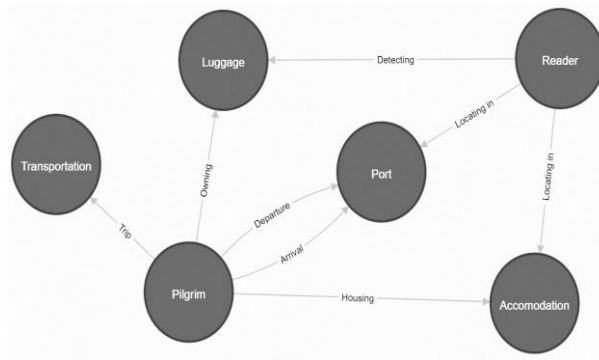 Luggage
Detecting
Reader
Locating in
Transportation
Port
Owning
Locating in
Departure
Trip
Arrival
Pilgrim
Housing
Accomodation